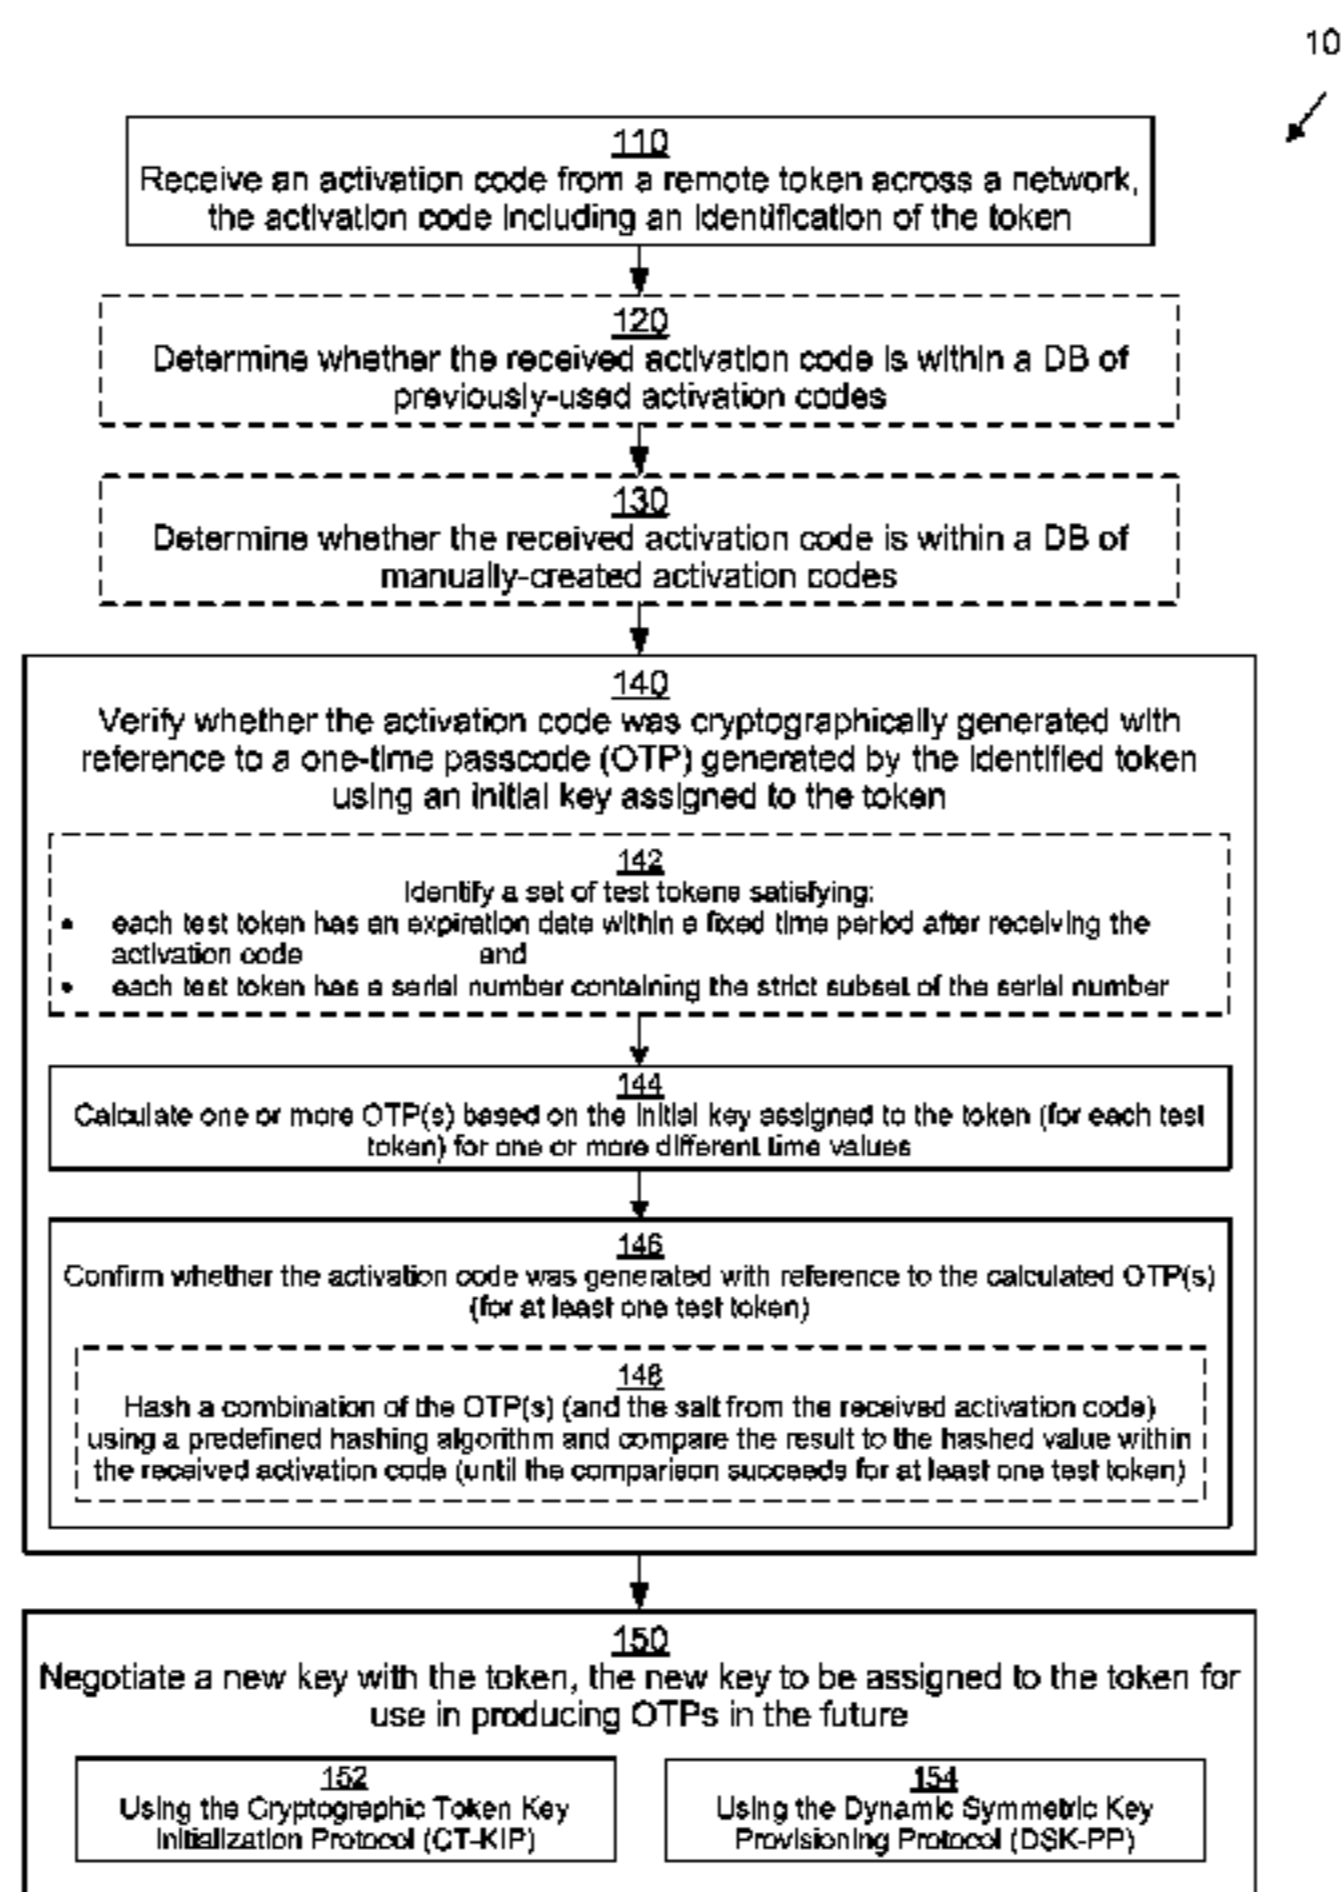 10
110
Receive an activation code from a remote token across a network,
the activation code including an identification of the token
120
Determine whether the received activation code is within a DB of
previously-used activation codes
130
Determine whether the received activation code is within a DB of
manually-created activation codes
140
Verify whether the activation code was cryptographically generated with
reference to a one-time passcode (OTP) generated by the identified token
using an initial key assigned to the token
142
Identify a set of test tokens satisfying:
• each test token has an expiration date within a fixed time period after receiving the
activation code and
• each test token has a serial number containing the strict subset of the serial number
144
Calculate one or more OTP(s) based on the initial key assigned to the token (for each test
token) for one or more different time values
146
Confirm whether the activation code was generated with reference to the calculated OTP(s)
(for at least one test token)
148
Hash a combination of the OTP(s) (and the salt from the received activation code)
using a predefined hashing algorithm and compare the result to the hashed value within
the received activation code (until the comparison succeeds for at least one test token)
150
Negotiate a new key with the token, the new key to be assigned to the token for
use in producing OTPs in the future
152
Using the Cryptographic Token Key
Initialization Protocol (CT-KIP)
154
Using the Dynamic Symmetric Key
Provisioning Protocol (DSK-PP)